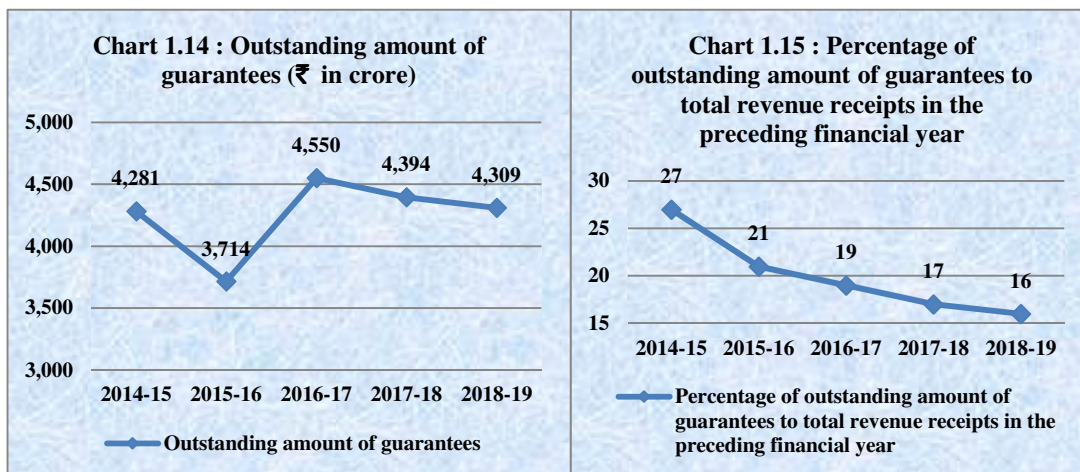 Chart 1.14 : Outstanding amount of
guarantees (₹ in crore)
5,000
4,500
4,000
3,500
3,000
4,281
3,714
4,550
4,394
4,309
2014-15 2015-16 2016-17 2017-18 2018-19
Outstanding amount of guarantees
Chart 1.15 : Percentage of
outstanding amount of guarantees to
total revenue receipts in the
preceding financial year
30
25
20
15
27
21
19
17
16
2014-15 2015-16 2016-17 2017-18 2018-19
Percentage of outstanding amount of
guarantees to total revenue receipts in the
preceding financial year